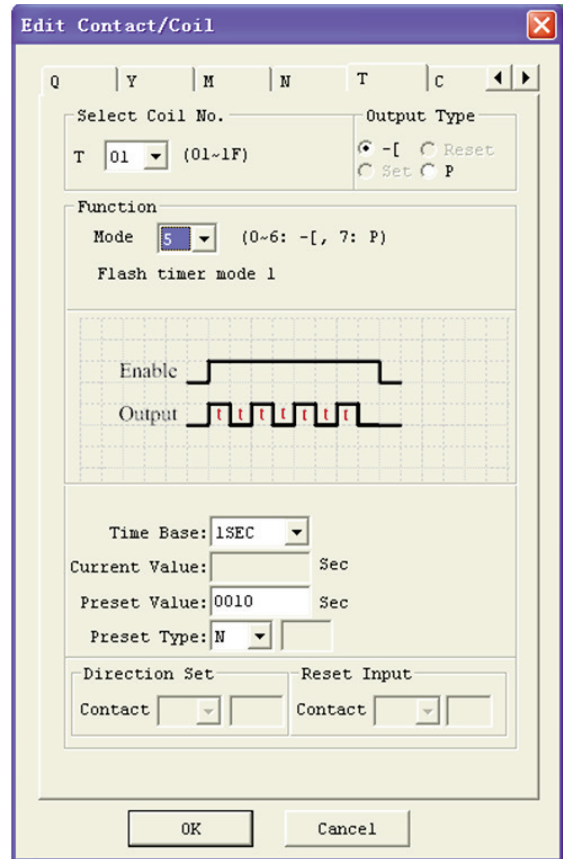 Edit Contact/Coil
Q Y M N T C
Select Coil No.
Output Type
T 01 (01~1F)
-[ Reset
Set P
Function
Mode 5 (0~6: -[, 7: P)
Flash timer mode 1
Enable
Output t t t t t t t
Time Base: 1SEC
Current Value: Sec
Preset Value: 0010 Sec
Preset Type: N
Direction Set
Reset Input
Contact
Contact
OK Cancel